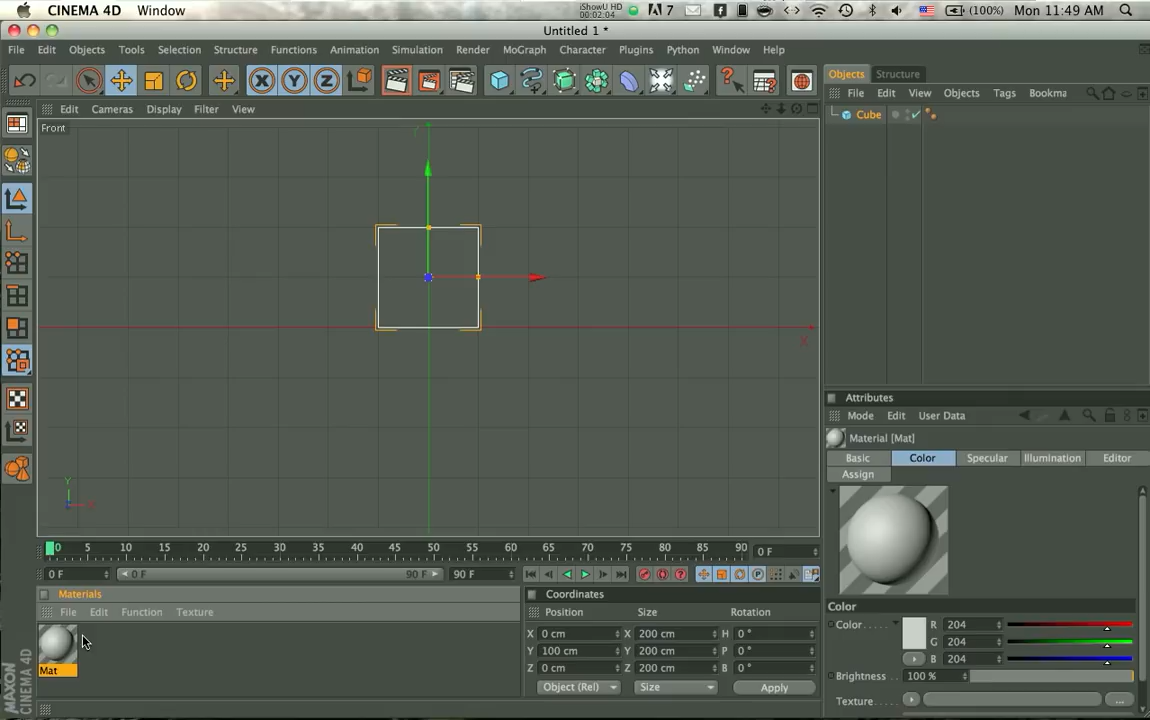 CINEMA 4D Window iShowU HD 00:02:04 7 (100%) Mon 11:49 AM
Untitled 1 *
File Edit Objects Tools Selection Structure Functions Animation Simulation Render MoGraph Character Plugins Python Window Help
X Y Z
Objects Structure
File Edit View Objects Tags Bookma
Cube
Edit Cameras Display Filter View
Front
Y
X
Y
Attributes
Mode Edit User Data
Material [Mat]
Basic Color Specular Illumination Editor
Assign
0 5 10 15 20 25 30 35 40 45 50 55 60 65 70 75 80 85 90 0 F
0 F 0 F 90 F 90 F
Materials
File Edit Function Texture
Mat
Coordinates
Position Size Rotation
X 0 cm X 200 cm H 0 °
Y 100 cm Y 200 cm P 0 °
Z 0 cm Z 200 cm B 0 °
Object (Rel) Size Apply
Color
Color R 204
G 204
B 204
Brightness 100 %
Texture
MAXON
CINEMA 4D